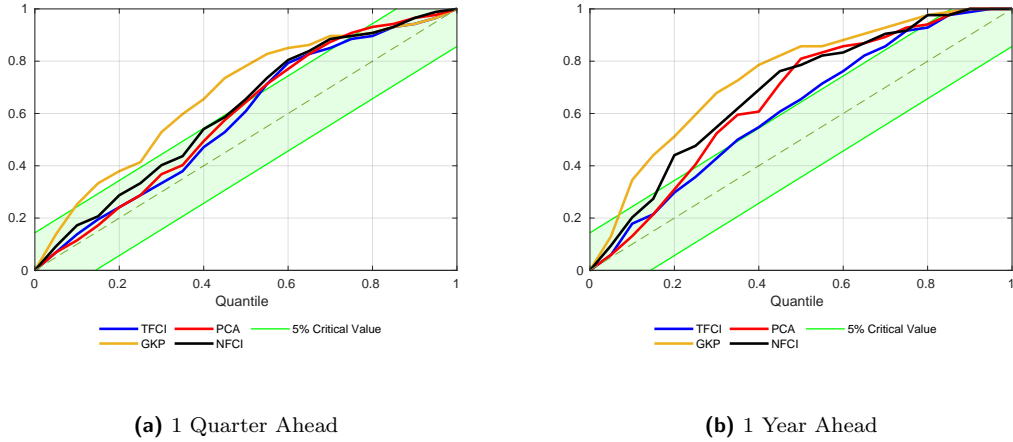 1
0.8
0.6
0.4
0.2
0
0 0.2 0.4 0.6 0.8 1
Quantile
TFCI PCA 5% Critical Value
GKP NFCI
(a) 1 Quarter Ahead
1
0.8
0.6
0.4
0.2
0
0 0.2 0.4 0.6 0.8 1
Quantile
TFCI PCA 5% Critical Value
GKP NFCI
(b) 1 Year Ahead